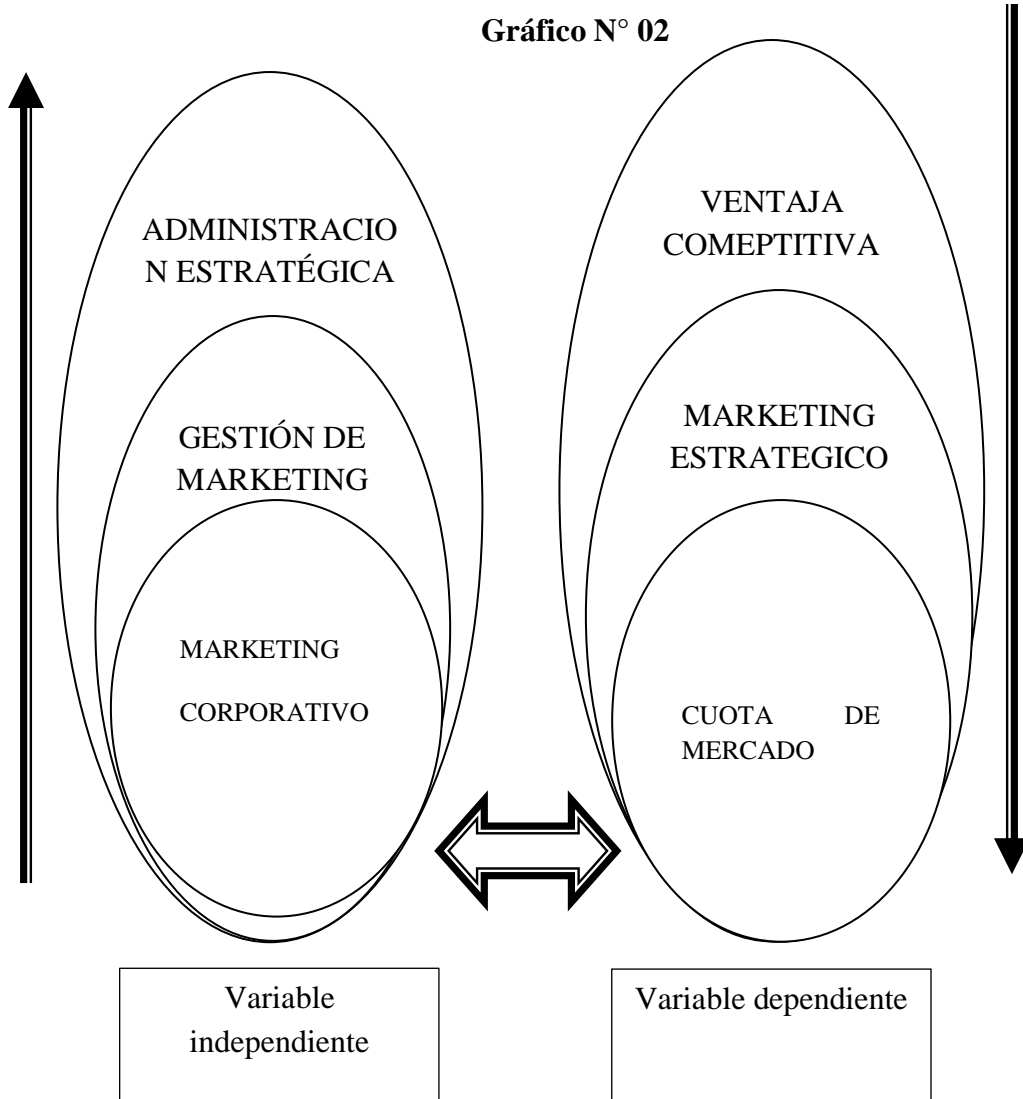 Gráfico N° 02
ADMINISTRACIO
N ESTRATÉGICA
GESTIÓN DE
MARKETING
MARKETING
CORPORATIVO
Variable
independiente
VENTAJA
COMEPTITIVA
MARKETING
ESTRATEGICO
CUOTA DE
MERCADO
Variable dependiente